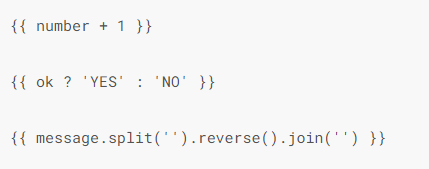 {{ number + 1 }}
{{ ok ? 'YES' : 'NO' }}
{{ message.split('').reverse().join('') }}